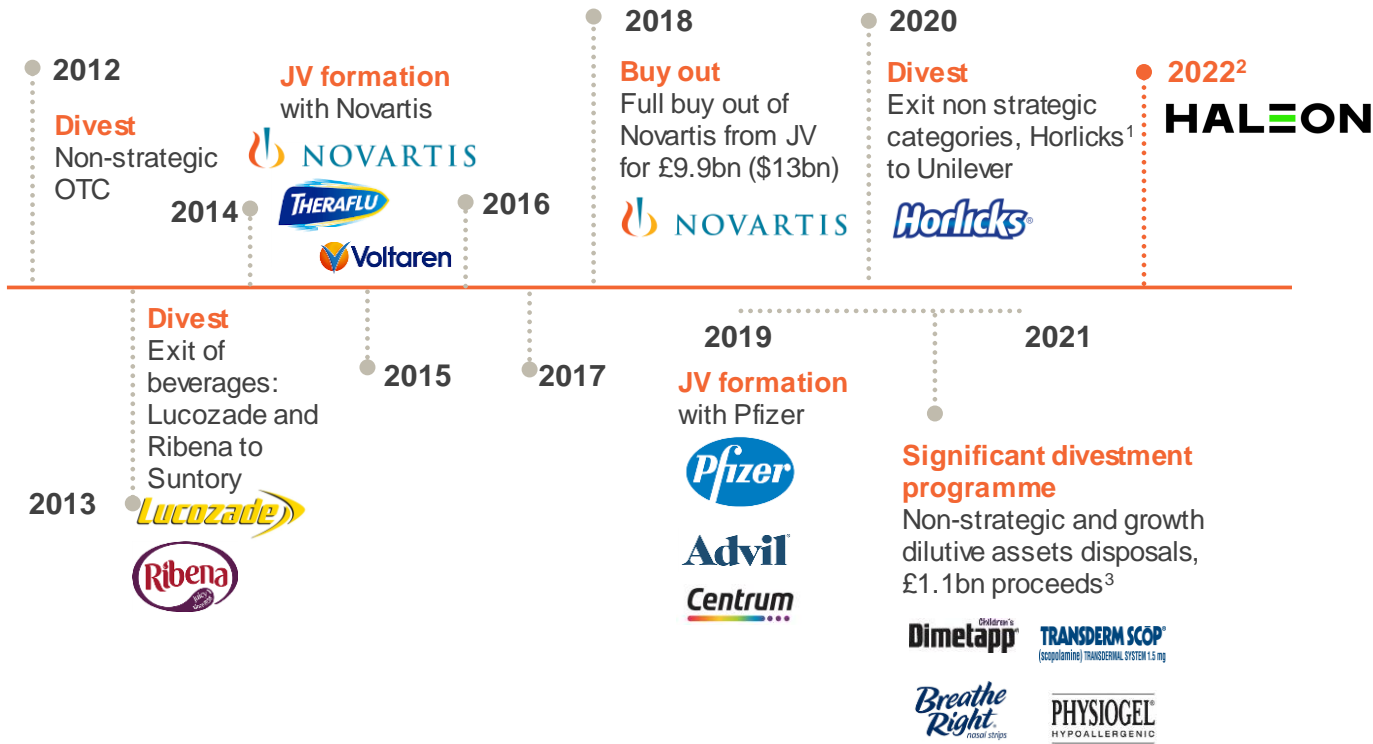 2012
Divest
Non-strategic
OTC
2014
JV formation
with Novartis
NOVARTIS
THERAFLU
Voltaren
2016
2018
Buy out
Full buy out of
Novartis from JV
for £9.9bn ($13bn)
NOVARTIS
2020
Divest
Exit non strategic
categories, Horlicks¹
to Unilever
Horlicks®
2022²
HALEON
2013
Divest
Exit of
beverages:
Lucozade and
Ribena to
Suntory
Lucozade
Ribena
2015
2017
2019
JV formation
with Pfizer
Pfizer
Advil
Centrum
2021
Significant divestment
programme
Non-strategic and growth
dilutive assets disposals,
£1.1bn proceeds³
Children's
Dimetapp
TRANSDERM SCŌP®
(scopolamine) TRANSDERMAL SYSTEM 1.5 mg
Breathe
Right®
nasal strips
PHYSIOGEL®
HYPOALLERGENIC